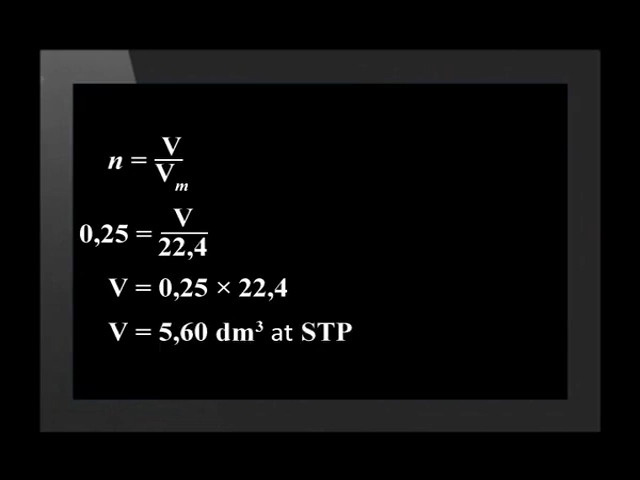 n = V/Vm
0,25 = V/22,4
V = 0,25 × 22,4
V = 5,60 dm³ at STP